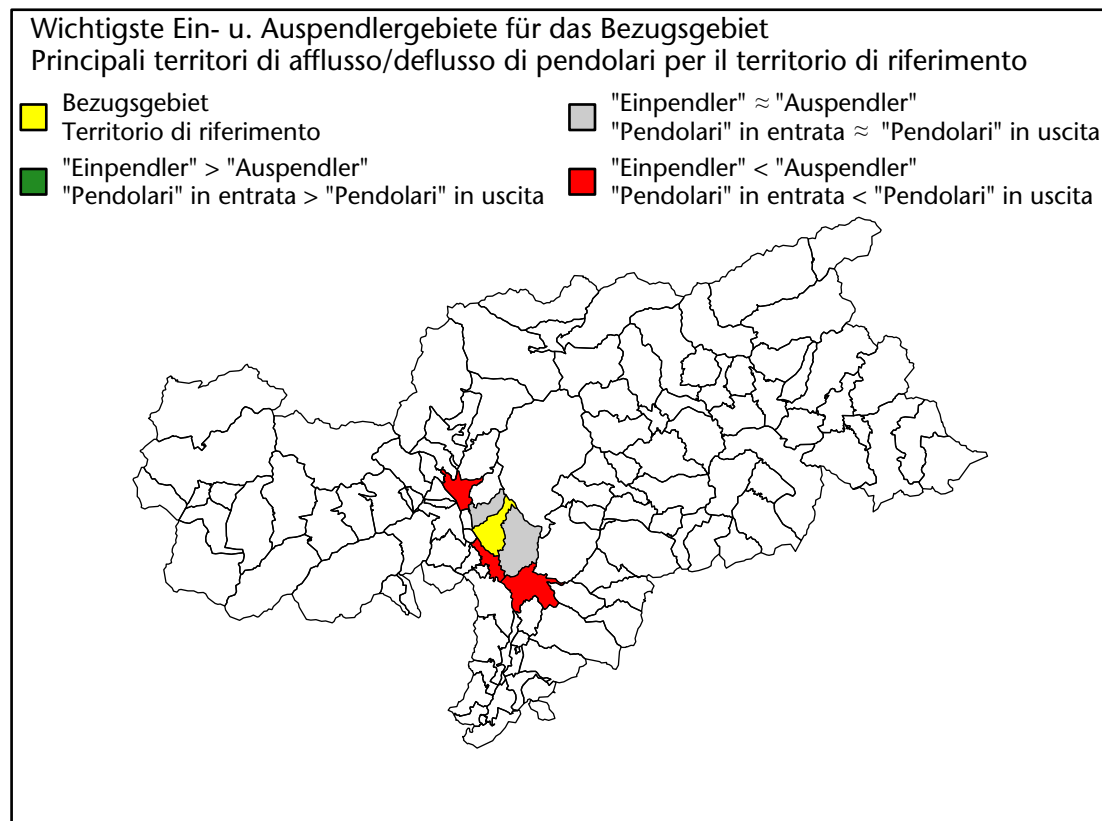 Wichtigste Ein- u. Auspendlergebiete für das Bezugsgebiet
Principali territori di afflusso/deflusso di pendolari per il territorio di riferimento
Bezugsgebiet
Territorio di riferimento
"Einpendler" > "Auspendler"
"Pendolari" in entrata > "Pendolari" in uscita
"Einpendler" ≈ "Auspendler"
"Pendolari" in entrata ≈ "Pendolari" in uscita
"Einpendler" < "Auspendler"
"Pendolari" in entrata < "Pendolari" in uscita